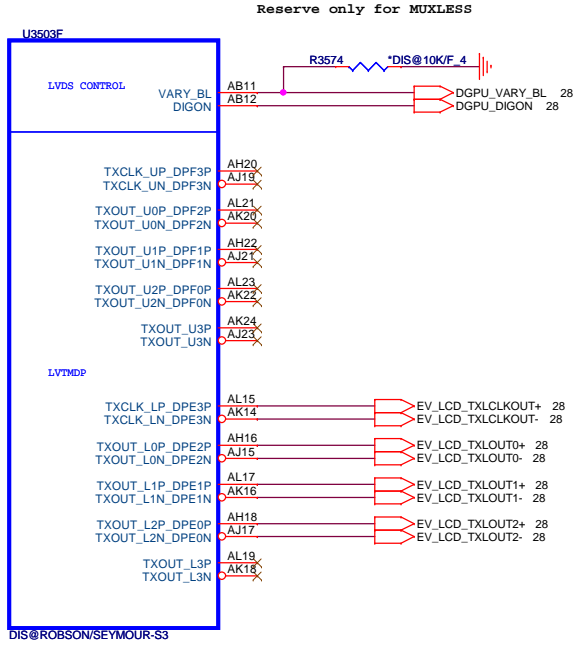 Reserve only for MUXLESS
U3503F
R3574 *DIS@10K/F_4
LVDS CONTROL
VARY_BL AB11 DGPU_VARY_BL 28
DIGON AB12 DGPU_DIGON 28
TXCLK_UP_DPF3P AH20
TXCLK_UN_DPF3N AJ19
TXOUT_U0P_DPF2P AL21
TXOUT_U0N_DPF2N AK20
TXOUT_U1P_DPF1P AH22
TXOUT_U1N_DPF1N AJ21
TXOUT_U2P_DPF0P AL23
TXOUT_U2N_DPF0N AK22
TXOUT_U3P AK24
TXOUT_U3N AJ23
LVTMDP
TXCLK_LP_DPE3P AL15 EV_LCD_TXLCLKOUT+ 28
TXCLK_LN_DPE3N AK14 EV_LCD_TXLCLKOUT- 28
TXOUT_L0P_DPE2P AH16 EV_LCD_TXLOUT0+ 28
TXOUT_L0N_DPE2N AJ15 EV_LCD_TXLOUT0- 28
TXOUT_L1P_DPE1P AL17 EV_LCD_TXLOUT1+ 28
TXOUT_L1N_DPE1N AK16 EV_LCD_TXLOUT1- 28
TXOUT_L2P_DPE0P AH18 EV_LCD_TXLOUT2+ 28
TXOUT_L2N_DPE0N AJ17 EV_LCD_TXLOUT2- 28
TXOUT_L3P AL19
TXOUT_L3N AK18
DIS@ROBSON/SEYMOUR-S3